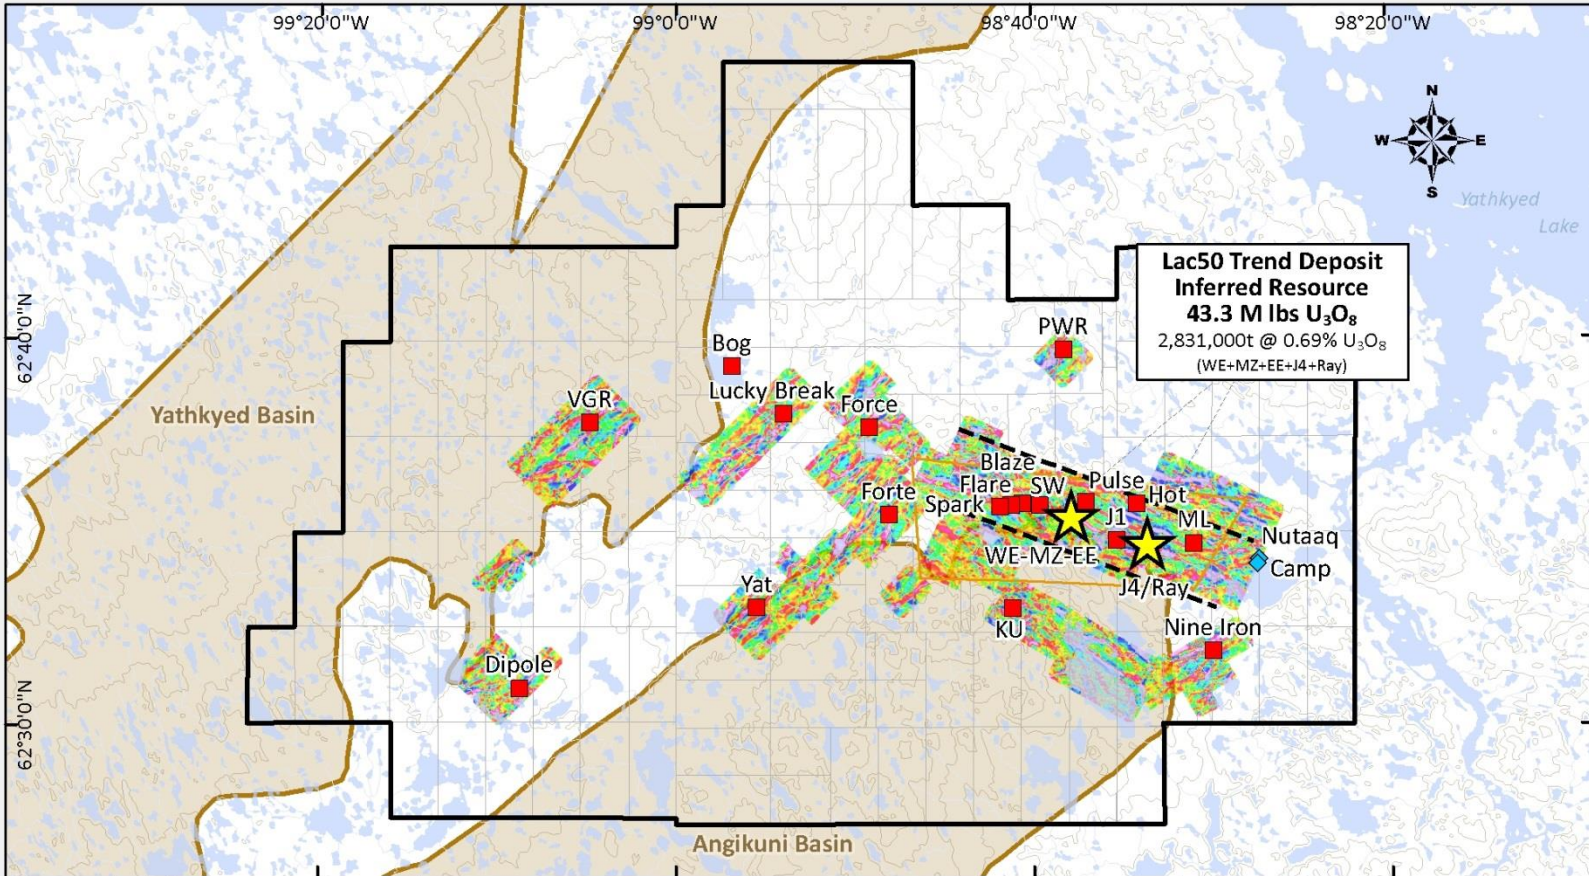 99°20'0"W
99°0'0"W
98°40'0"W
98°20'0"W
N
W
E
S
Yathkyed
Lake
Lac50 Trend Deposit
Inferred Resource
43.3 M lbs U₃O₈
2,831,000t @ 0.69% U₃O₈
(WE+MZ+EE+J4+Ray)
62°40'0"N
PWR
Bog
Lucky Break
VGR
Force
Yathkyed Basin
Blaze
Flare
SW
Pulse
Hot
Forte
Spark
J1
ML
Nutaaq
Camp
WE-MZ-EE
J4/Ray
Yat
KU
Nine Iron
Dipole
62°30'0"N
Angikuni Basin